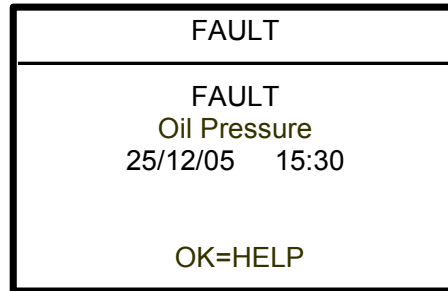 FAULT
FAULT
Oil Pressure
25/12/05 15:30
OK=HELP